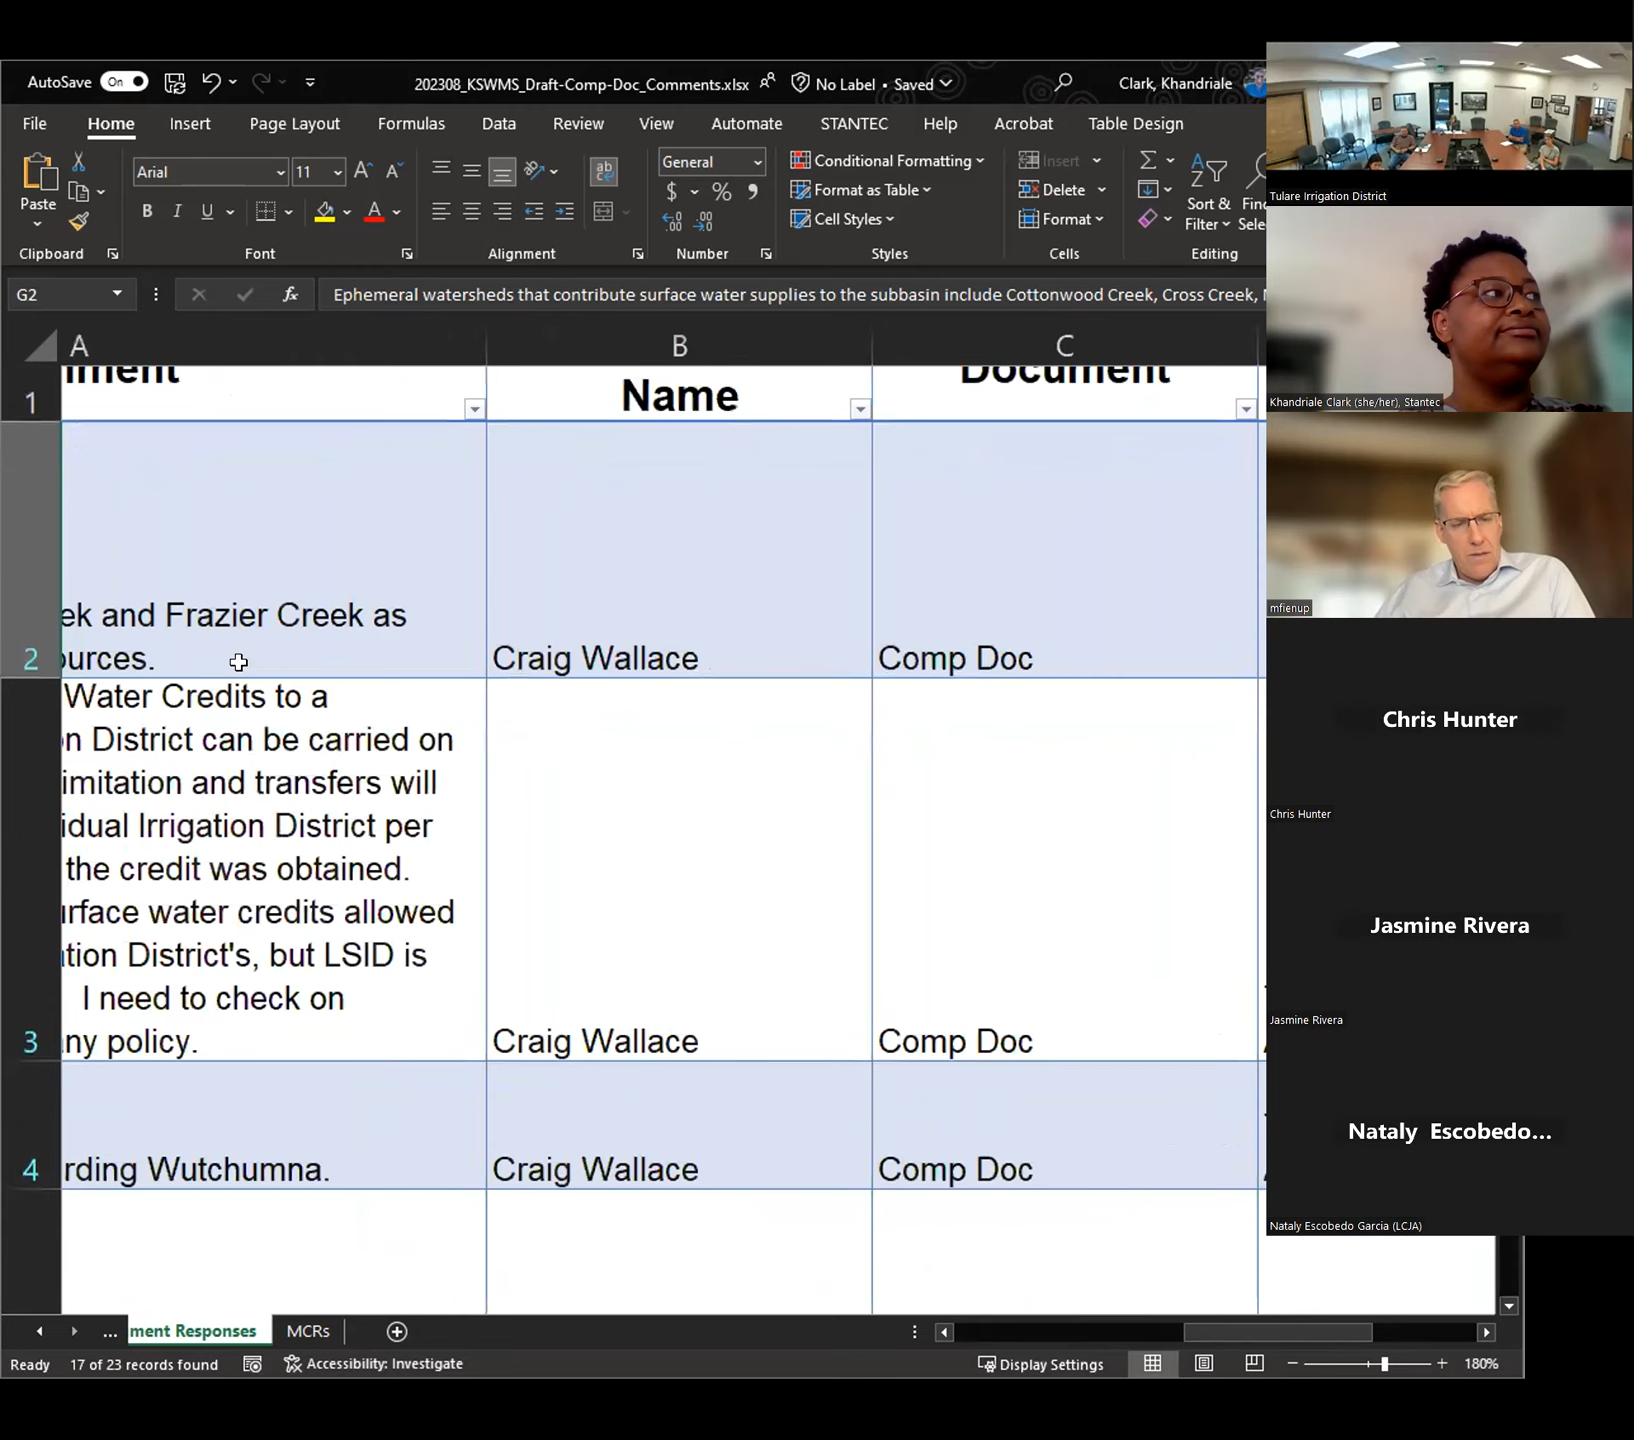 AutoSave On
202308_KSWMS_Draft-Comp-Doc_Comments.xlsx
No Label • Saved
Clark, Khandriale
File Home Insert Page Layout Formulas Data Review View Automate STANTEC Help Acrobat Table Design
Paste
Arial 11
B I U
General
$ % 9
Conditional Formatting
Format as Table
Cell Styles
Insert
Delete
Format
Sort &
Filter
Clipboard Font Alignment Number Styles Cells Editing
G2
fx
Ephemeral watersheds that contribute surface water supplies to the subbasin include Cottonwood Creek, Cross Creek,
A B C
1
Name
Document
2
ek and Frazier Creek as
ources.
Craig Wallace
Comp Doc
Water Credits to a
on District can be carried on
imitation and transfers will
idual Irrigation District per
the credit was obtained.
urface water credits allowed
ation District's, but LSID is
I need to check on
3
ny policy.
Craig Wallace
Comp Doc
4
rding Wutchumna.
Craig Wallace
Comp Doc
... ment Responses MCRs
Ready 17 of 23 records found Accessibility: Investigate Display Settings 180%
Tulare Irrigation District
Khandriale Clark (she/her), Stantec
mfienup
Chris Hunter
Chris Hunter
Jasmine Rivera
Jasmine Rivera
Nataly Escobedo...
Nataly Escobedo Garcia (LCJA)